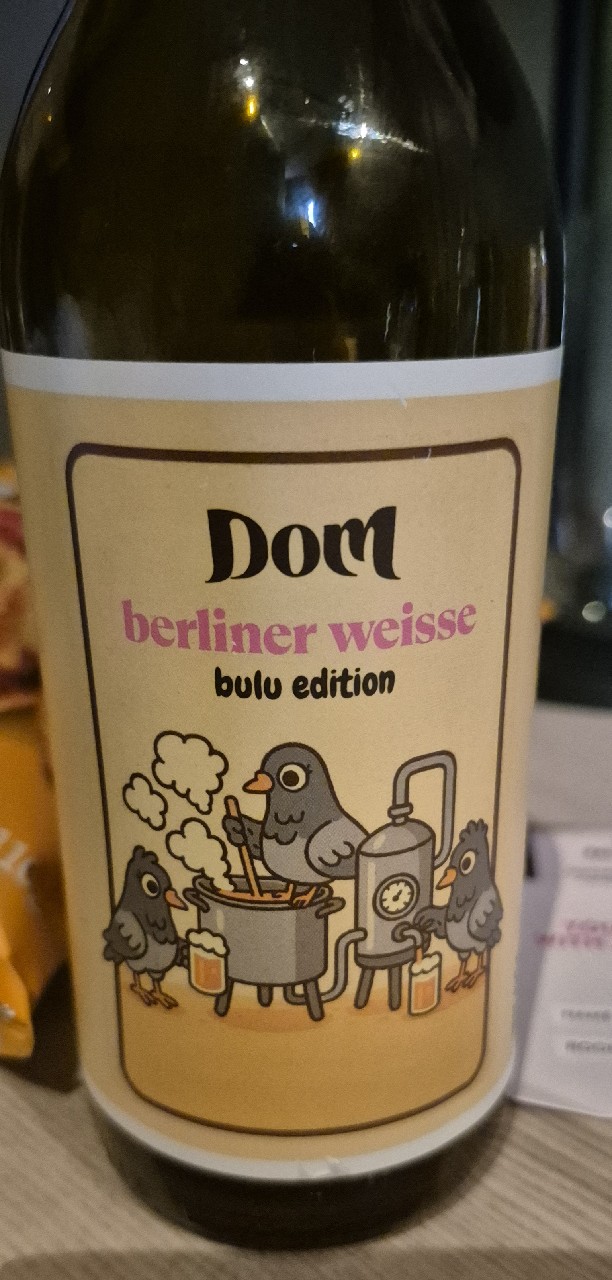 Dom
berliner weisse
bulu edition